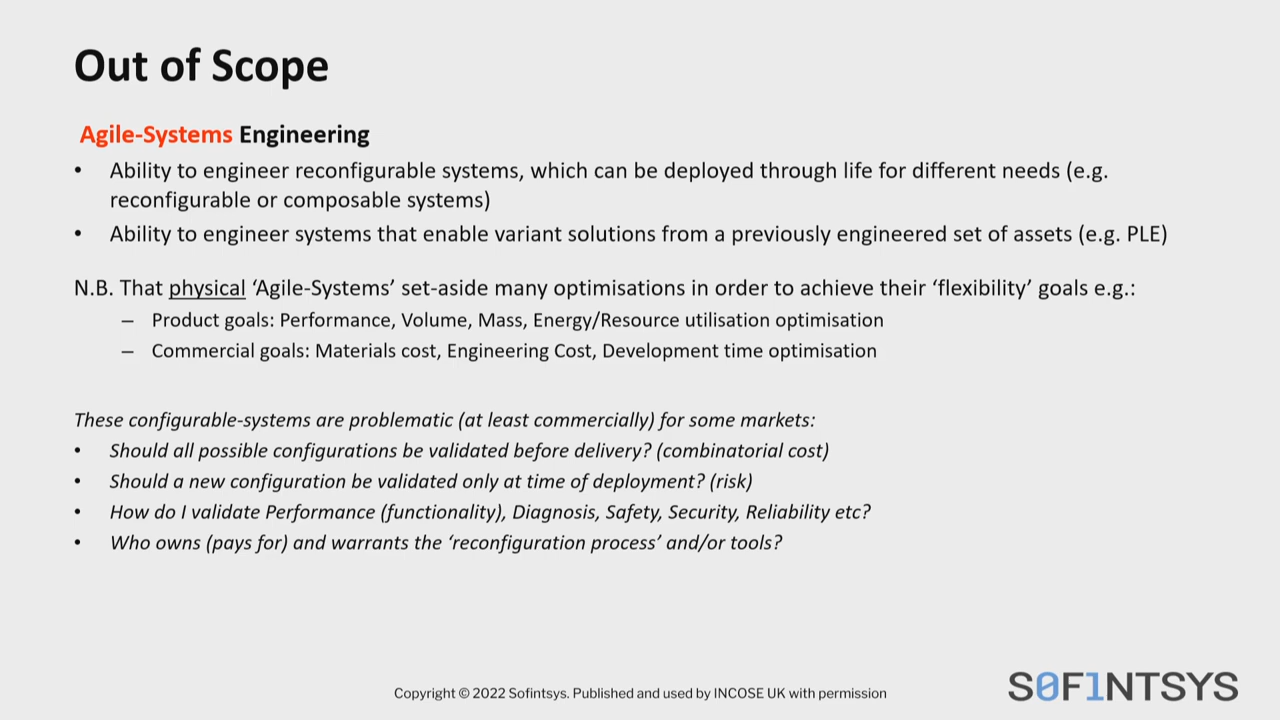 Out of Scope
Agile-Systems Engineering
• Ability to engineer reconfigurable systems, which can be deployed through life for different needs (e.g.
reconfigurable or composable systems)
• Ability to engineer systems that enable variant solutions from a previously engineered set of assets (e.g. PLE)
N.B. That physical ‘Agile-Systems’ set-aside many optimisations in order to achieve their ‘flexibility’ goals e.g.:
– Product goals: Performance, Volume, Mass, Energy/Resource utilisation optimisation
– Commercial goals: Materials cost, Engineering Cost, Development time optimisation
These configurable-systems are problematic (at least commercially) for some markets:
• Should all possible configurations be validated before delivery? (combinatorial cost)
• Should a new configuration be validated only at time of deployment? (risk)
• How do I validate Performance (functionality), Diagnosis, Safety, Security, Reliability etc?
• Who owns (pays for) and warrants the ‘reconfiguration process’ and/or tools?
Copyright © 2022 Sofintsys. Published and used by INCOSE UK with permission
S0F1NTSYS